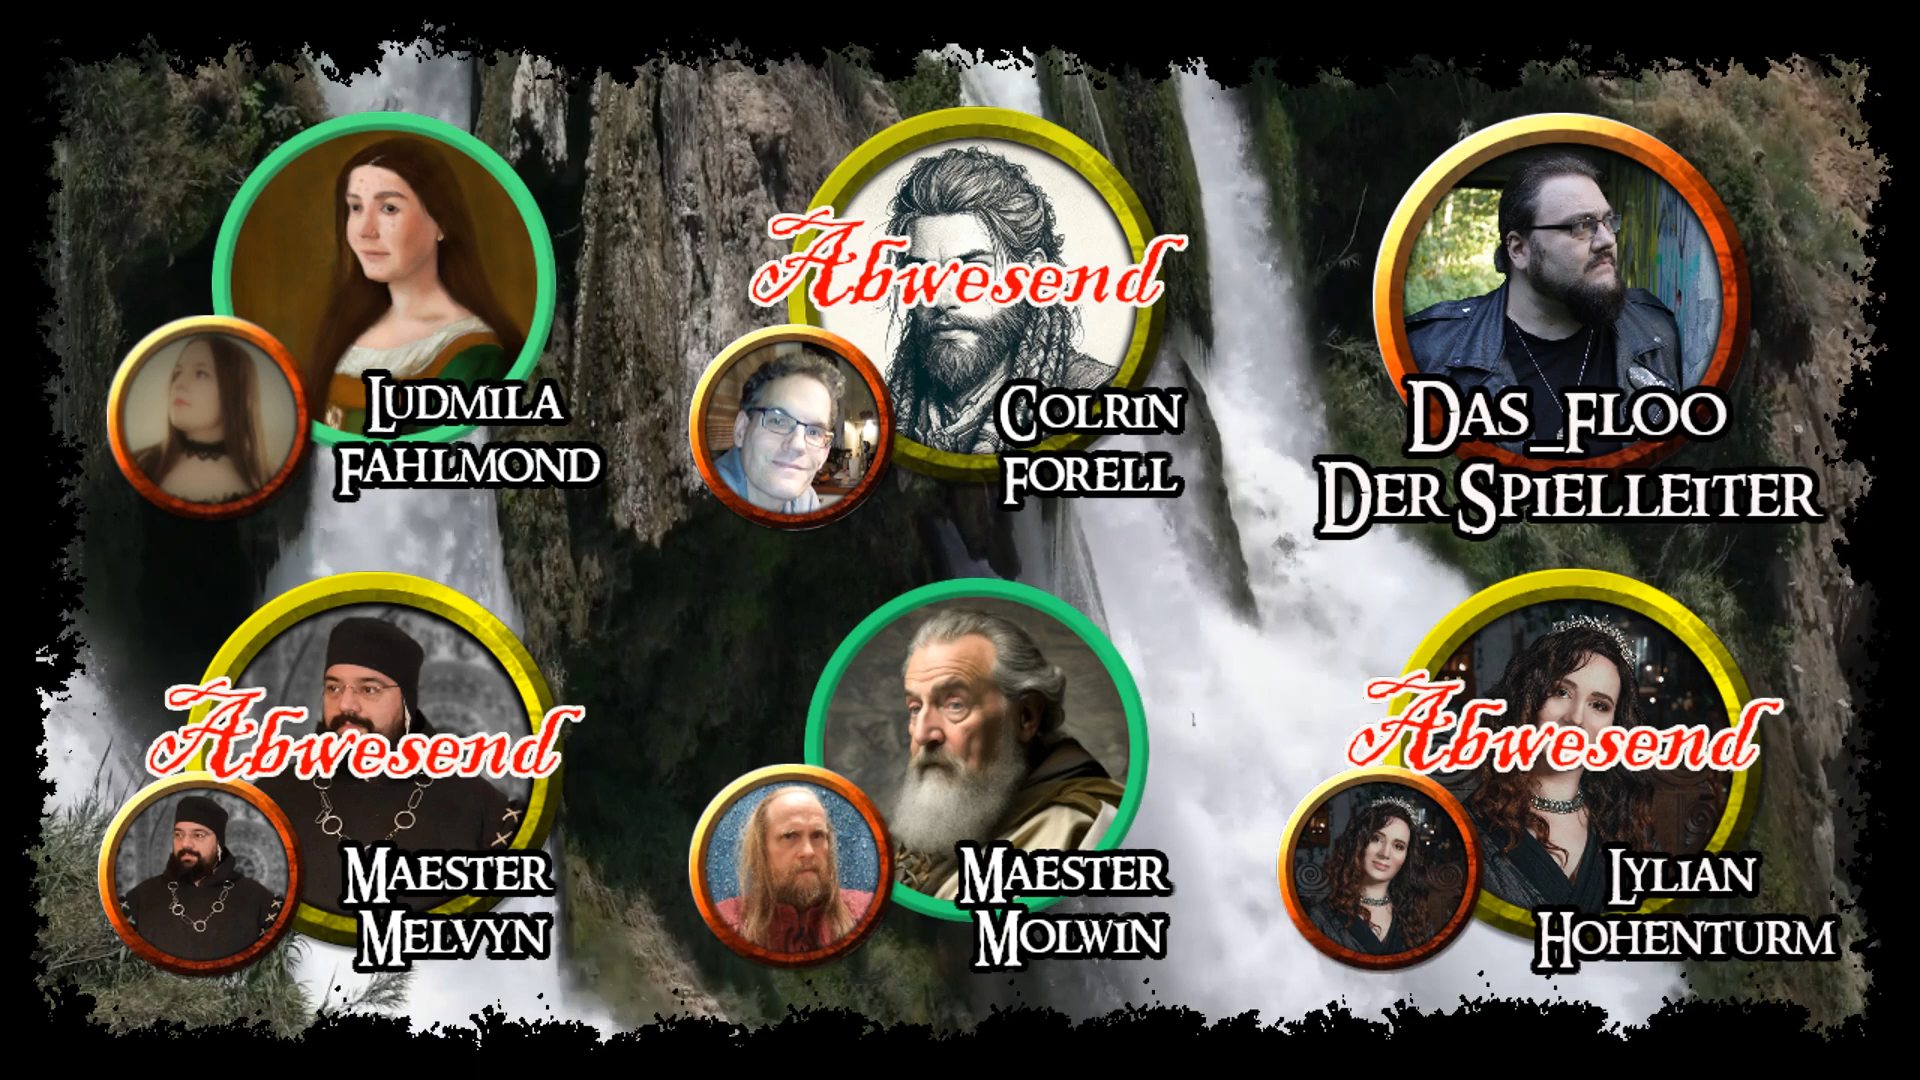 Ludmila
Fahlmond
Abwesend
Colrin
Forell
Das_Floo
Der Spielleiter
Abwesend
Maester
Melvyn
Maester
Molwin
Abwesend
Lylian
Hohenturm